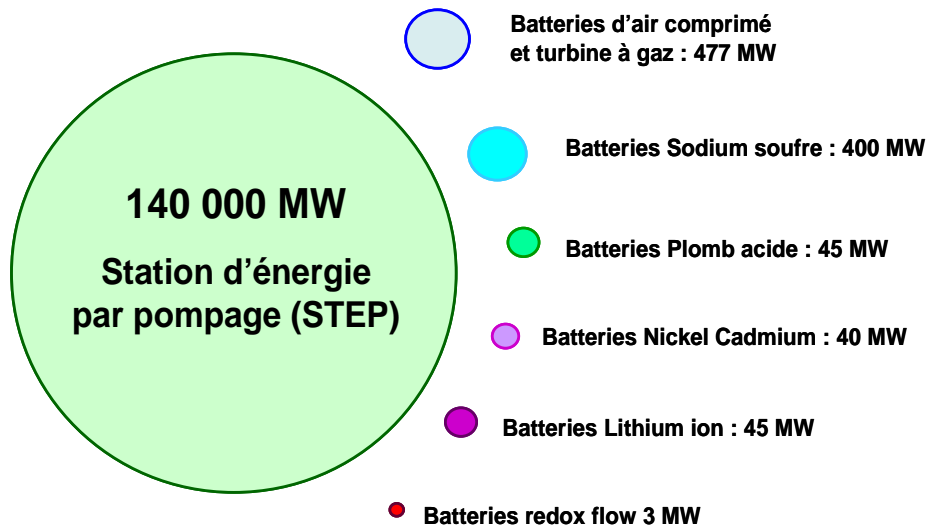 140 000 MW
Station d’énergie
par pompage (STEP)
Batteries d’air comprimé
et turbine à gaz : 477 MW
Batteries Sodium soufre : 400 MW
Batteries Plomb acide : 45 MW
Batteries Nickel Cadmium : 40 MW
Batteries Lithium ion : 45 MW
Batteries redox flow 3 MW